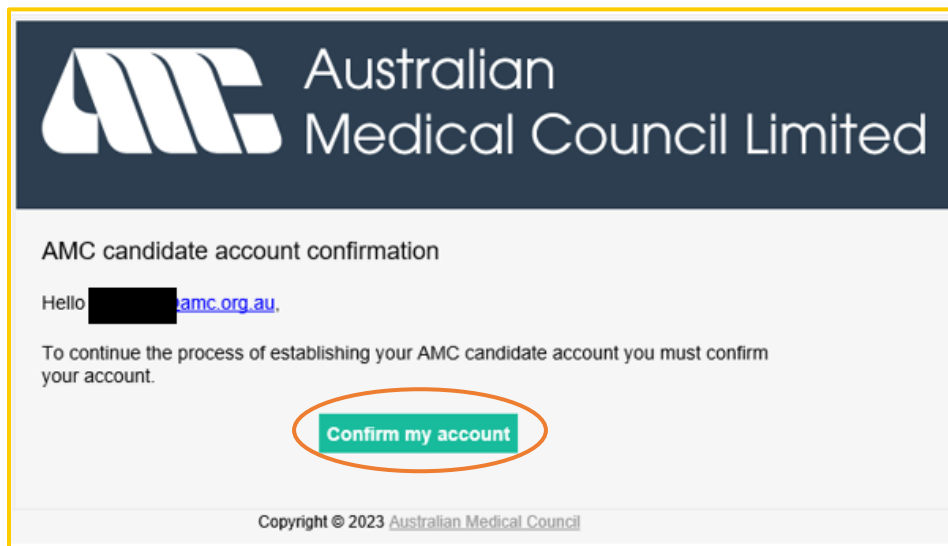 AMC Australian
Medical Council Limited
AMC candidate account confirmation
Hello @amc.org.au,
To continue the process of establishing your AMC candidate account you must confirm
your account.
Confirm my account
Copyright © 2023 Australian Medical Council